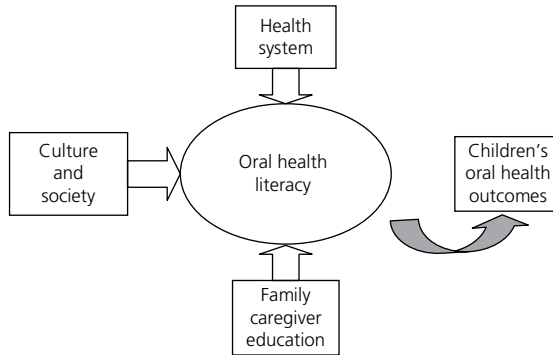 Health
system
Culture
and
society
Oral health
literacy
Children's
oral health
outcomes
Family
caregiver
education